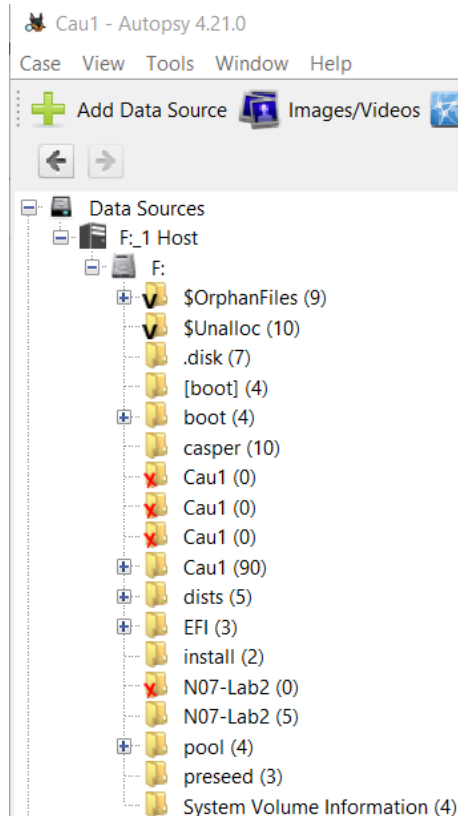 Cau1 - Autopsy 4.21.0
Case View Tools Window Help
Add Data Source Images/Videos
Data Sources
F:_1 Host
F:
$OrphanFiles (9)
$Unalloc (10)
.disk (7)
[boot] (4)
boot (4)
casper (10)
Cau1 (0)
Cau1 (0)
Cau1 (0)
Cau1 (90)
dists (5)
EFI (3)
install (2)
N07-Lab2 (0)
N07-Lab2 (5)
pool (4)
preseed (3)
System Volume Information (4)